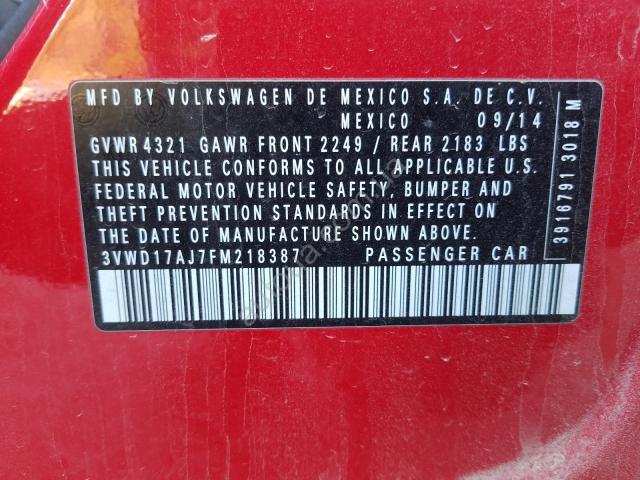 MFD BY VOLKSWAGEN DE MEXICO S.A. DE C.V.
MEXICO 09/14
GVWR 4321 GAWR FRONT 2249 / REAR 2183 LBS
THIS VEHICLE CONFORMS TO ALL APPLICABLE U.S.
FEDERAL MOTOR VEHICLE SAFETY, BUMPER AND
THEFT PREVENTION STANDARDS IN EFFECT ON
THE DATE OF MANUFACTURE SHOWN ABOVE.
3VWD17AJ7FM218387 PASSENGER CAR
3916791 3018 M